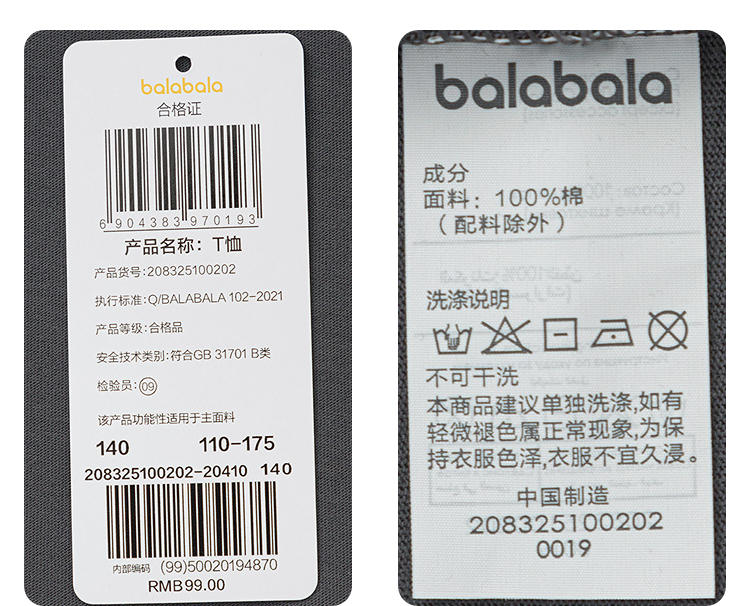 balabala
合格证
6904383970193
产品名称：T恤
产品货号:208325100202
执行标准:Q/BALABALA 102-2021
产品等级:合格品
安全技术类别:符合GB 31701 B类
检验员:09
该产品功能性适用于主面料
140 110-175
208325100202-20410 140
内部编码 (99)50020194870
RMB99.00
balabala
成分
面料：100%棉
（配料除外）
洗涤说明
不可干洗
本商品建议单独洗涤,如有
轻微褪色属正常现象,为保
持衣服色泽,衣服不宜久浸。
中国制造
208325100202
0019